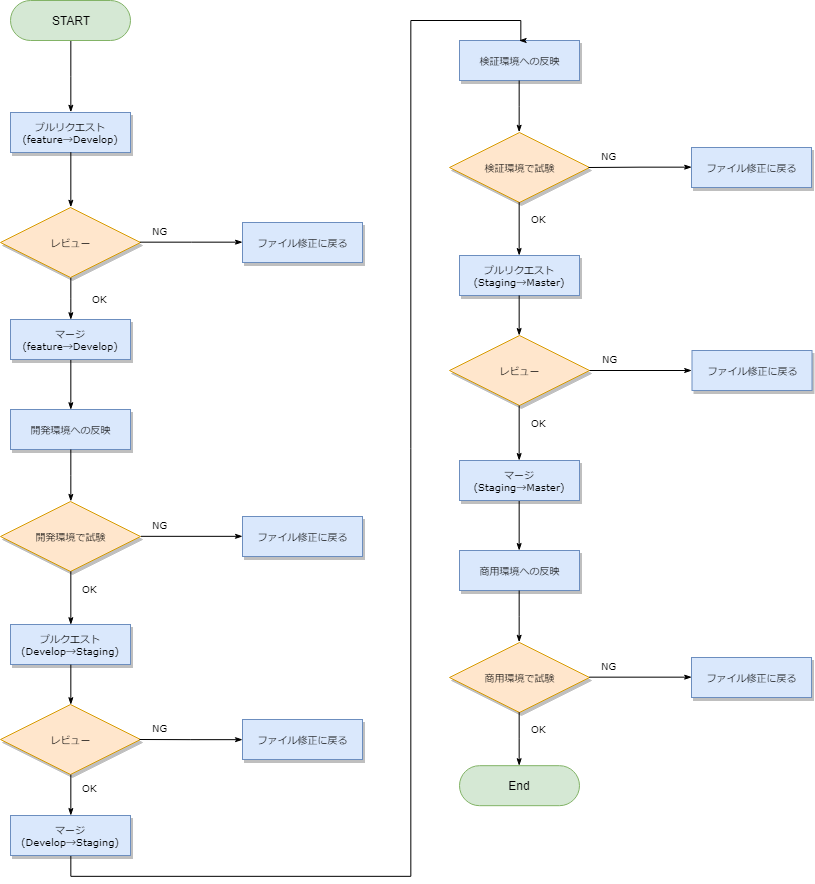 START
プルリクエスト
(feature→Develop)
レビュー
NG
ファイル修正に戻る
OK
マージ
(feature→Develop)
開発環境への反映
開発環境で試験
NG
ファイル修正に戻る
OK
プルクエスト
(Develop→Staging)
レビュー
NG
ファイル修正に戻る
OK
マージ
(Develop→Staging)
検証環境への反映
検証環境で試験
NG
ファイル修正に戻る
OK
プルリクエスト
(Staging→Master)
レビュー
NG
ファイル修正に戻る
OK
マージ
(Staging→Master)
商用環境への反映
商用環境で試験
NG
ファイル修正に戻る
OK
End